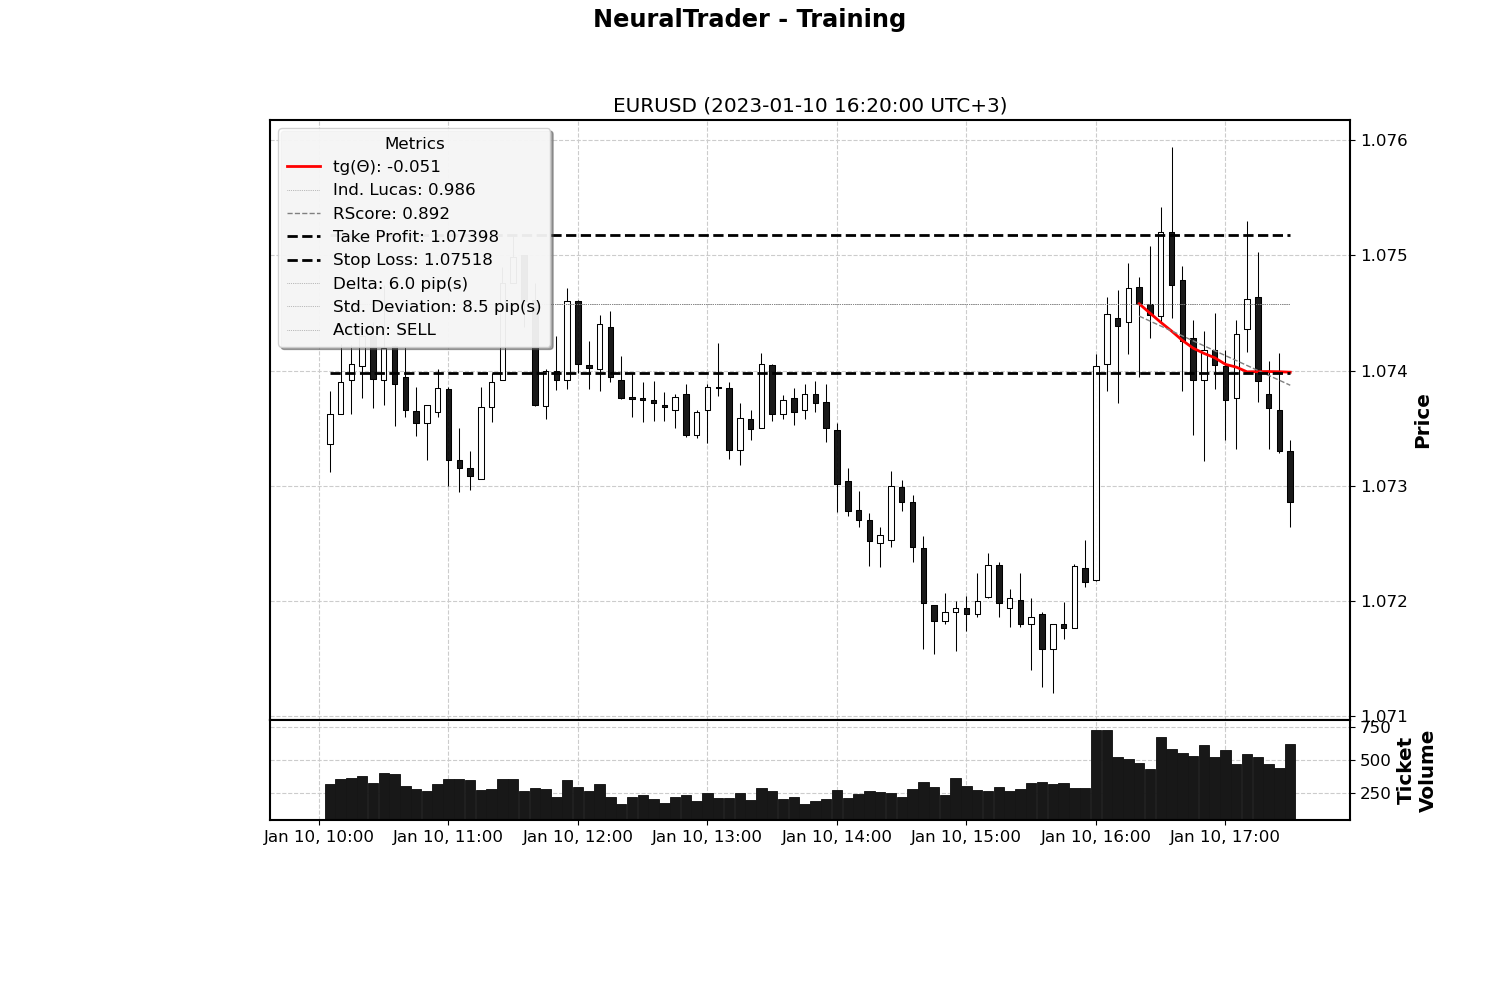 NeuralTrader - Training
EURUSD (2023-01-10 16:20:00 UTC+3)
Metrics
tg(Θ): -0.051
Ind. Lucas: 0.986
RScore: 0.892
Take Profit: 1.07398
Stop Loss: 1.07518
Delta: 6.0 pip(s)
Std. Deviation: 8.5 pip(s)
Action: SELL
1.076
1.075
1.074
1.073
1.072
1.071
Price
750
500
250
Ticket
Volume
Jan 10, 10:00
Jan 10, 11:00
Jan 10, 12:00
Jan 10, 13:00
Jan 10, 14:00
Jan 10, 15:00
Jan 10, 16:00
Jan 10, 17:00